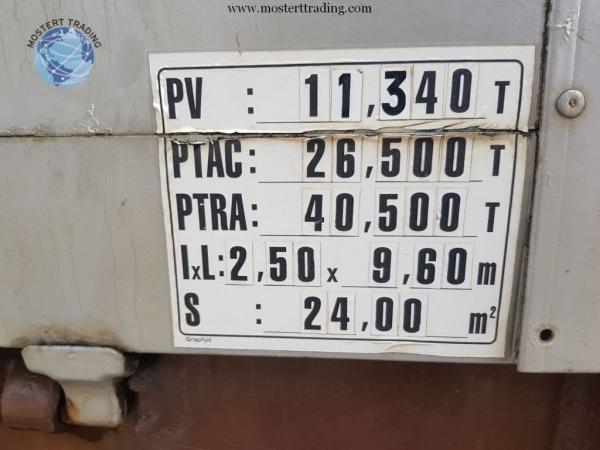 www.mosterttrading.com
MOSTERT TRADING
PV : 11,340 T
PTAC: 26,500 T
PTRA: 40,500 T
IxL: 2,50 x 9,60 m
S : 24,00 m²
Graphpf